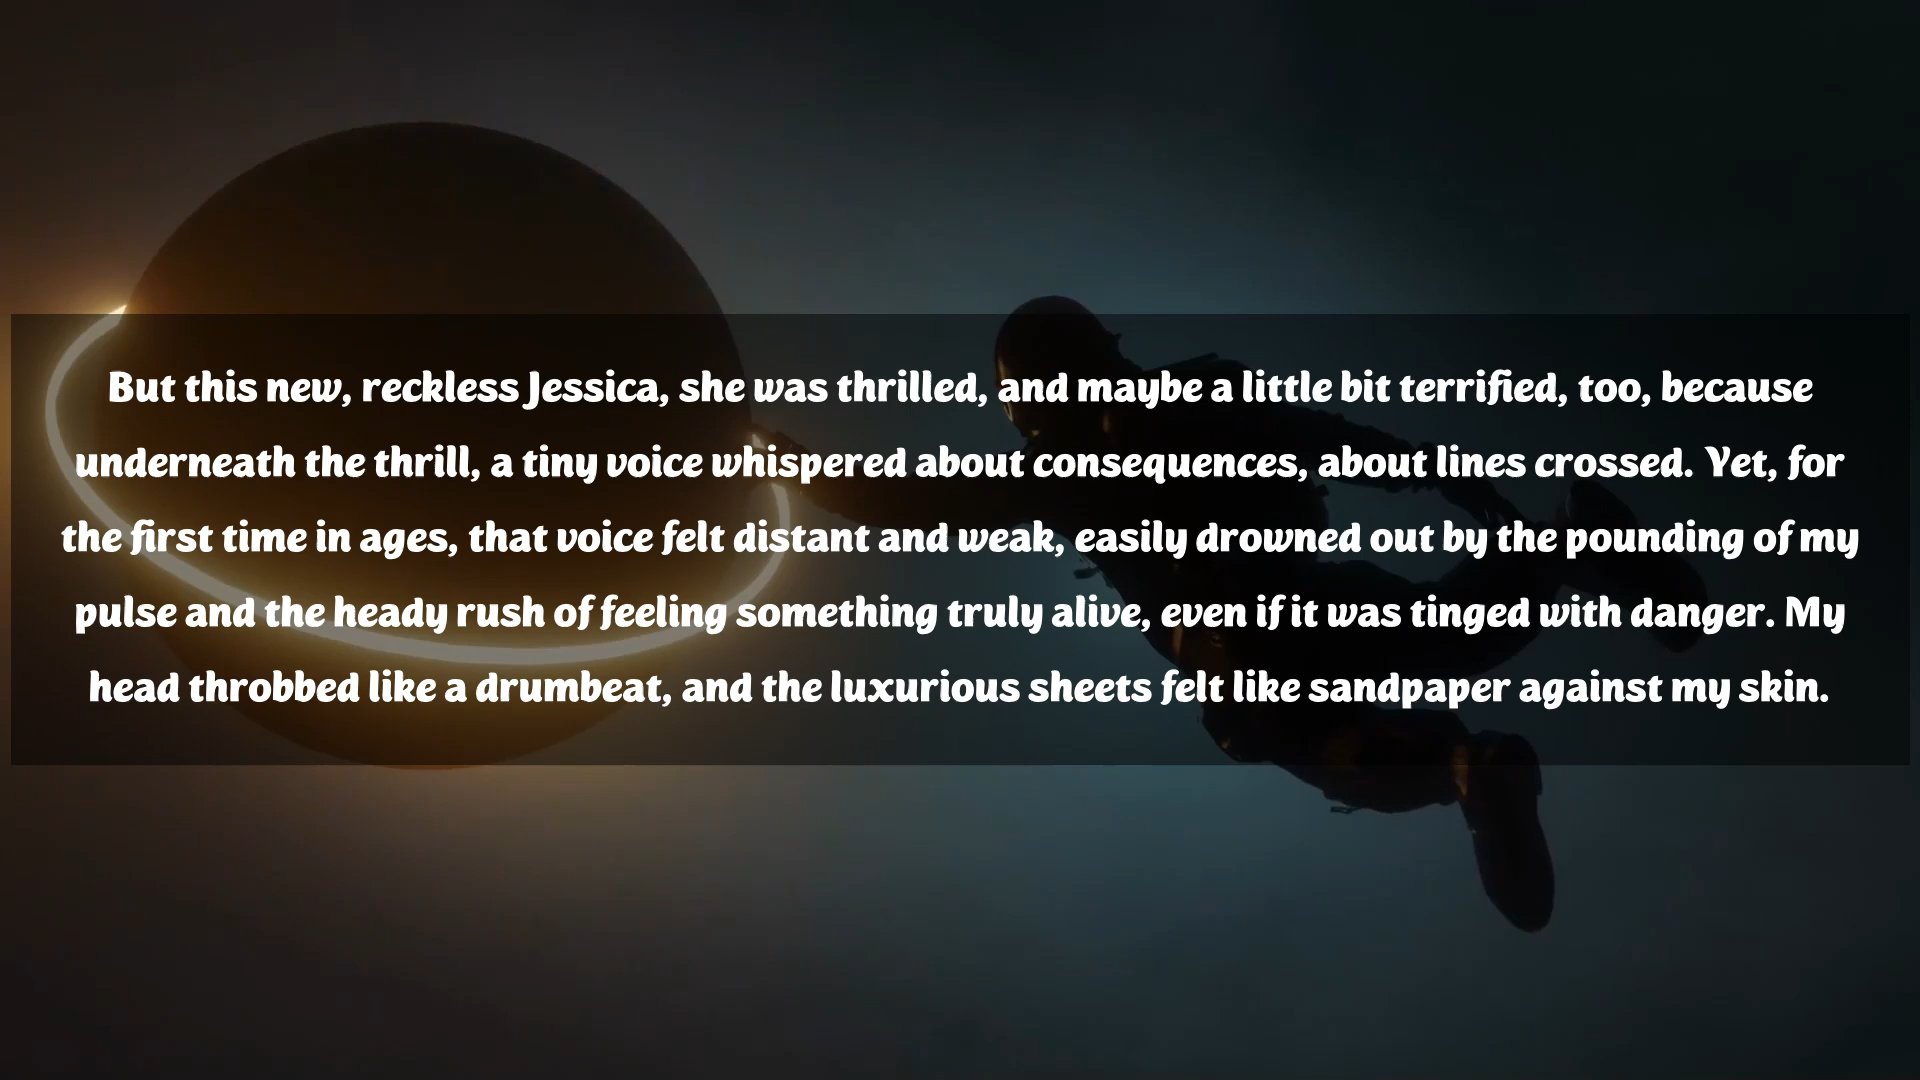 But this new, reckless Jessica, she was thrilled, and maybe a little bit terrified, too, because
underneath the thrill, a tiny voice whispered about consequences, about lines crossed. Yet, for
the first time in ages, that voice felt distant and weak, easily drowned out by the pounding of my
pulse and the heady rush of feeling something truly alive, even if it was tinged with danger. My
head throbbed like a drumbeat, and the luxurious sheets felt like sandpaper against my skin.